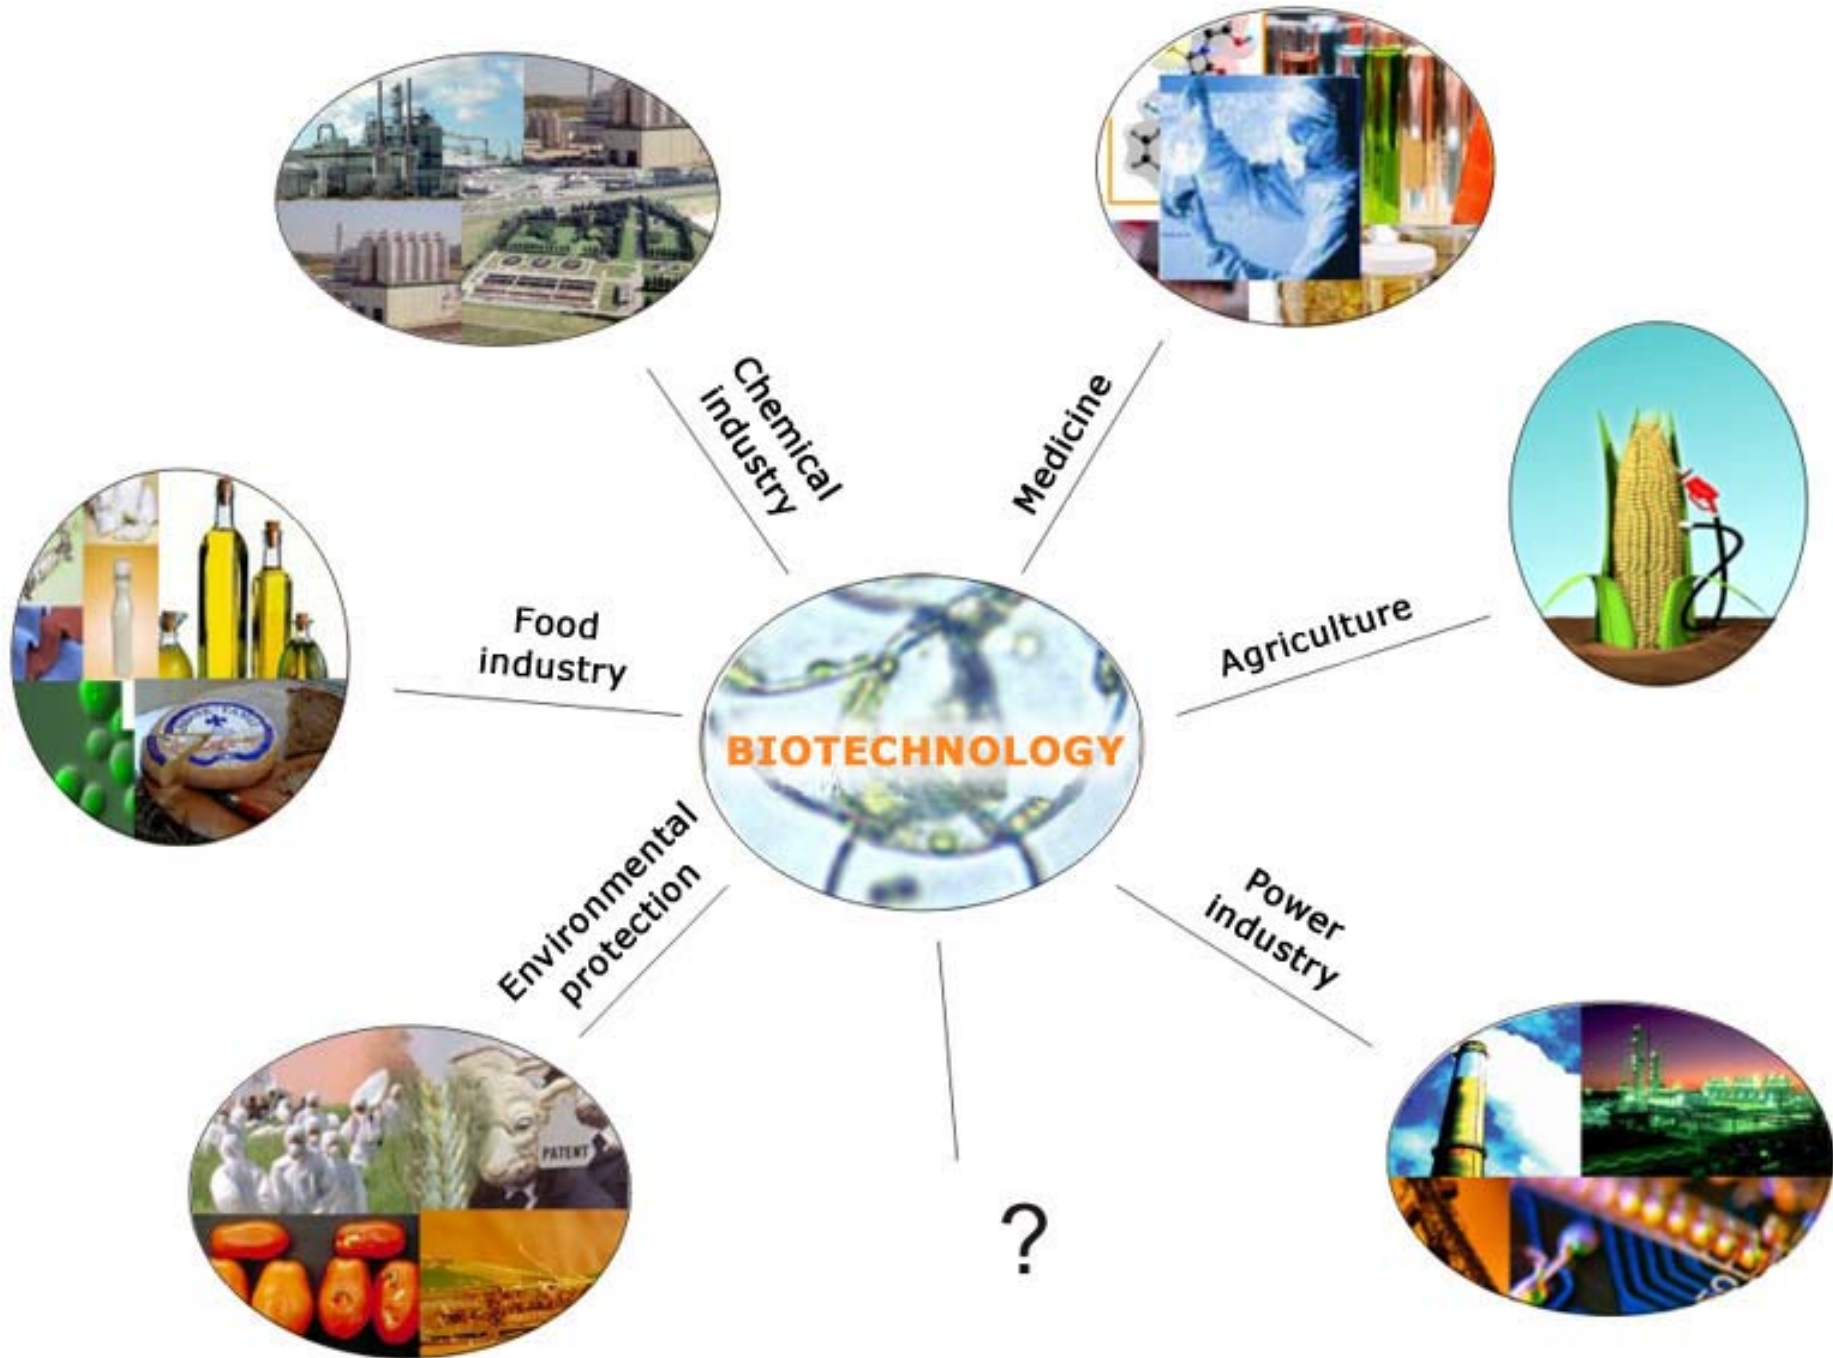 Chemical
industry
Medicine
Food
industry
Agriculture
BIOTECHNOLOGY
Environmental
protection
Power
industry
PATENT
?